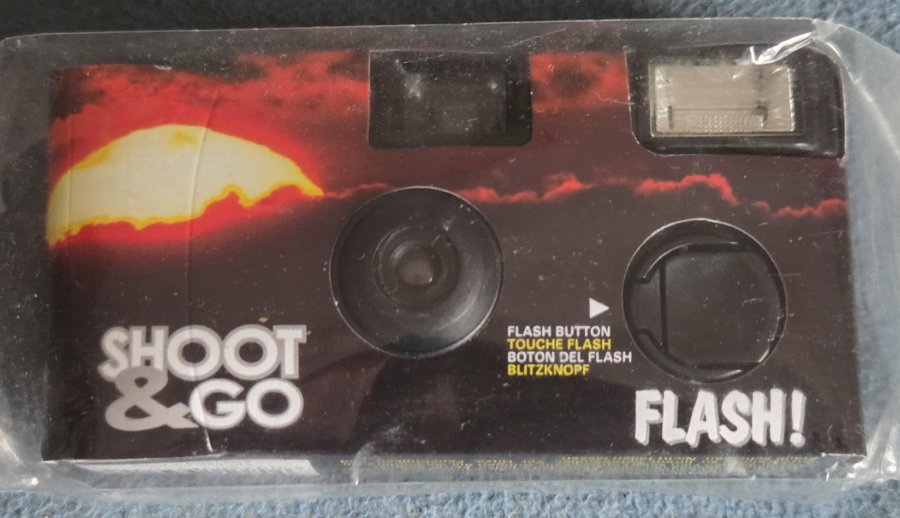 SHOOT
& GO
FLASH BUTTON
TOUCHE FLASH
BOTON DEL FLASH
BLITZKNOPF
FLASH!